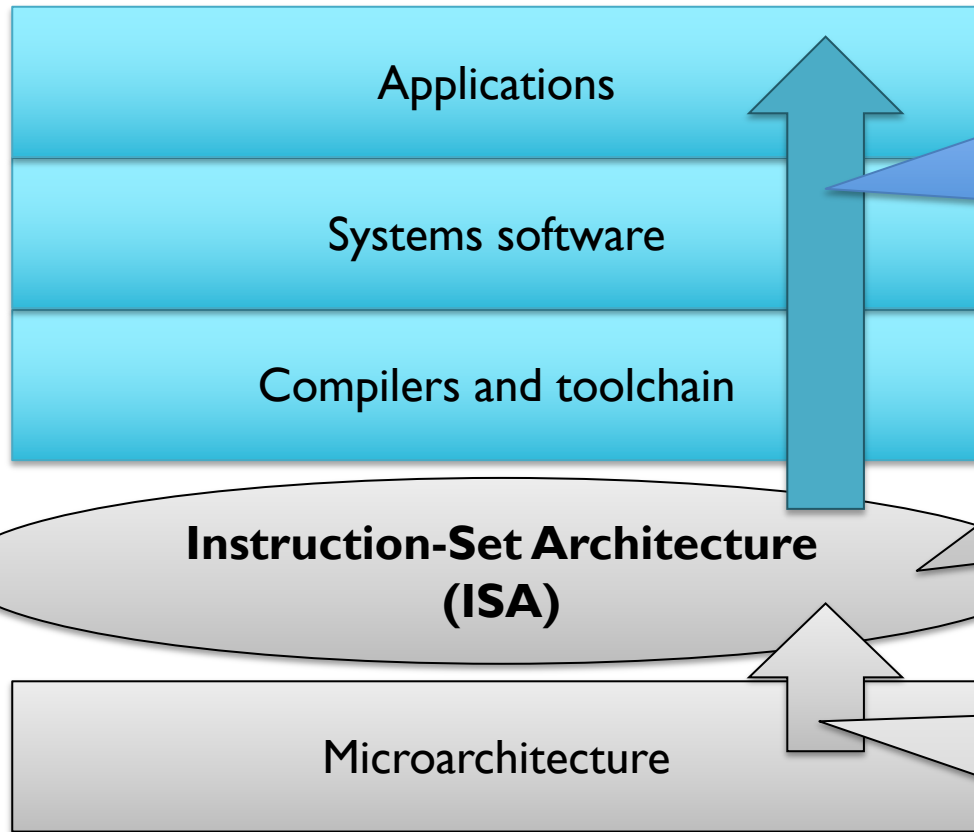 Applications
Systems software
Compilers and toolchain
Instruction-Set Architecture
(ISA)
Microarchitecture